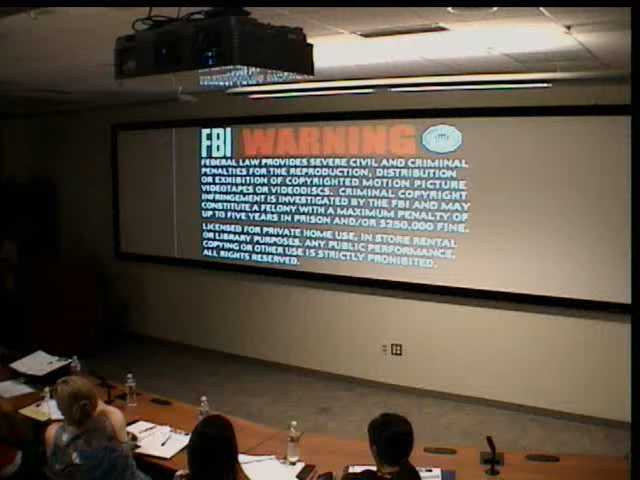 FBI WARNING
FEDERAL LAW PROVIDES SEVERE CIVIL AND CRIMINAL
PENALTIES FOR THE REPRODUCTION, DISTRIBUTION
OR EXHIBITION OF COPYRIGHTED MOTION PICTURE
VIDEOTAPES OR VIDEODISCS. CRIMINAL COPYRIGHT
INFRINGEMENT IS INVESTIGATED BY THE FBI AND MAY
CONSTITUTE A FELONY WITH A MAXIMUM PENALTY OF
UP TO FIVE YEARS IN PRISON AND/OR $250,000 FINE.
LICENSED FOR PRIVATE HOME USE, IN STORE RENTAL
OR LIBRARY PURPOSES. ANY PUBLIC PERFORMANCE,
COPYING OR OTHER USE IS STRICTLY PROHIBITED.
ALL RIGHTS RESERVED.